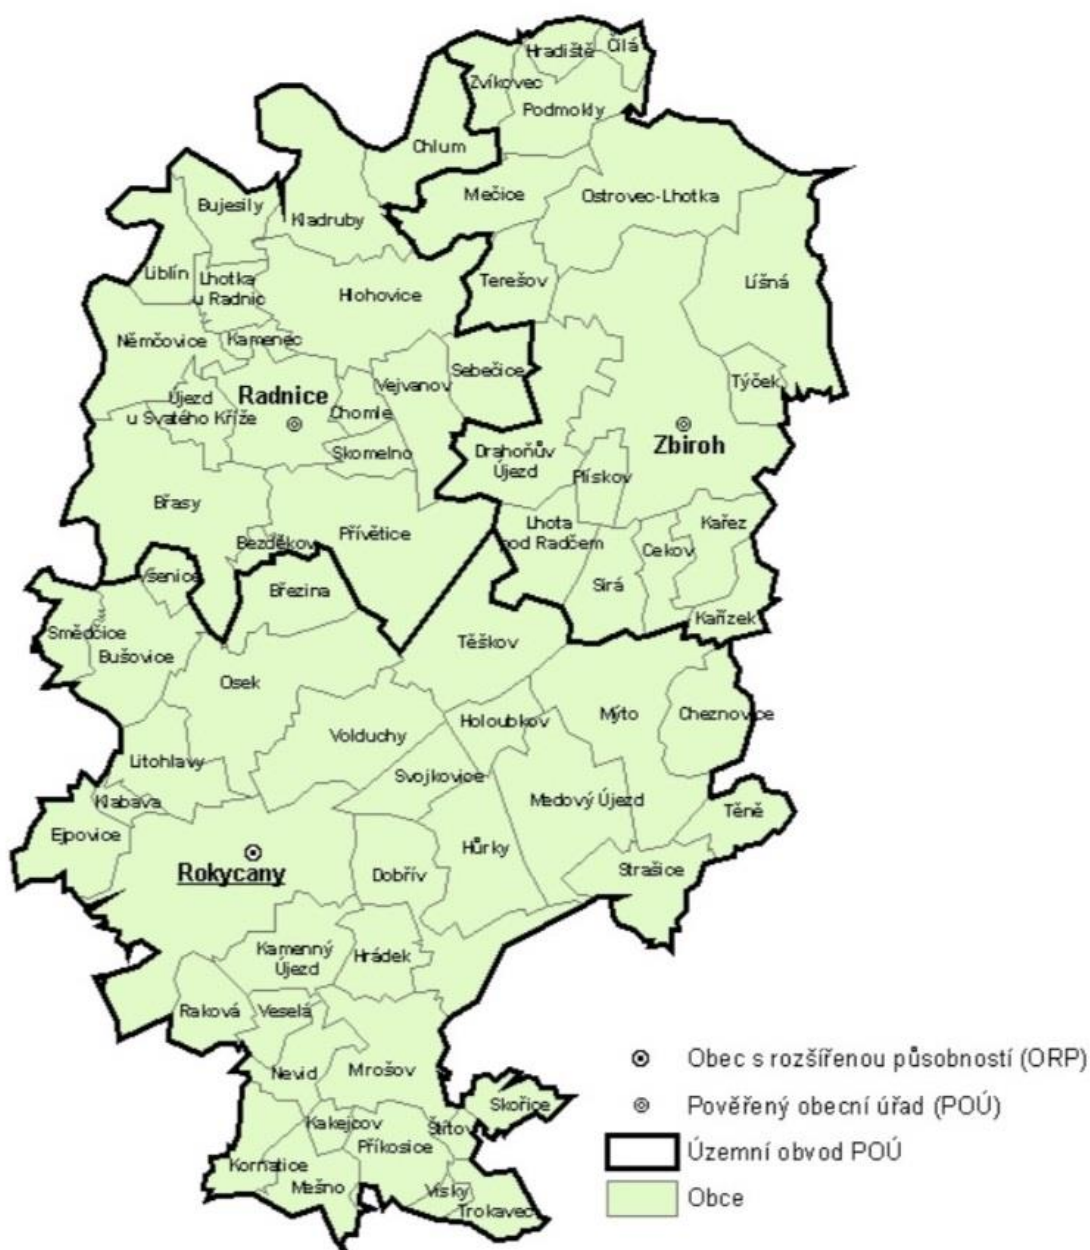 Hradiště
Čilá
Zvíkovec
Podmokly
Chlum
Mečice
Ostrovec-Lhotka
Bujesily
Kladruby
Liblín
Lhotka
u Radnic
Hlohovice
Terešov
Líšná
Němčovice
Kamenec
Sebečice
Vejvanov
Týček
Újezd
u Svatého Kříže
Radnice
Chomle
Skomelno
Zbiroh
Drahoňův
Újezd
Plískov
Břasy
Přívětice
Bezděkov
Lhota
pod Radčem
Kařez
Cekov
Sirá
Kařízek
Všenice
Březina
Smědčice
Bušovice
Osek
Těškov
Volduchy
Holoubkov
Mýto
Cheznovice
Litohlavy
Svojkovice
Klabava
Medový Újezd
Těně
Ejpovice
Hůrky
Rokycany
Dobřív
Strašice
Kamenný
Újezd
Hrádek
Raková
Veselá
Nevid
Mrošov
Skořice
Kakejcov
Štítov
Příkosice
Kornatice
Mešno
Vísky
Trokavec
Obec s rozšířenou působností (ORP)
Pověřený obecní úřad (POÚ)
Územní obvod POÚ
Obce